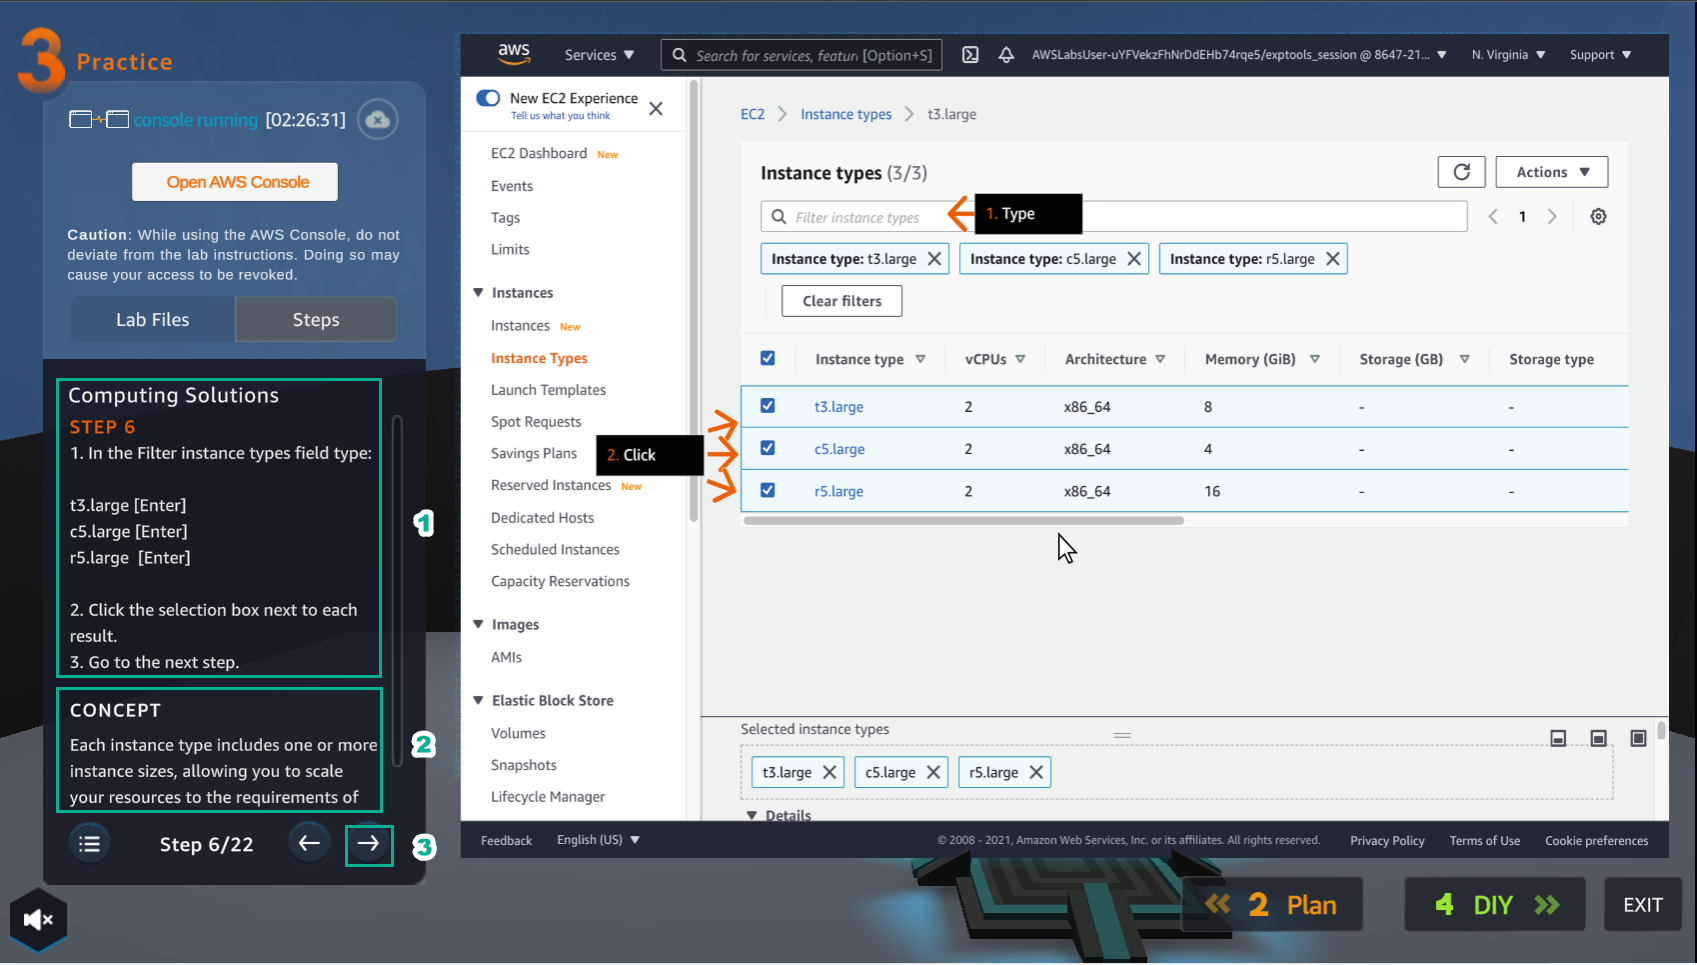 3 Practice
console running [02:26:31]
Open AWS Console
Caution: While using the AWS Console, do not
deviate from the lab instructions. Doing so may
cause your access to be revoked.
Lab Files
Steps
Computing Solutions
STEP 6
1. In the Filter instance types field type:
t3.large [Enter]
c5.large [Enter]
r5.large [Enter]
2. Click the selection box next to each
result.
3. Go to the next step.
1
CONCEPT
Each instance type includes one or more
instance sizes, allowing you to scale
your resources to the requirements of
2
Step 6/22
3
aws
Services
Search for services, featur [Option+S]
AWSLabsUser-uYFVekzFhNrDdEHb74rqe5/exptools_session @ 8647-21...
N. Virginia
Support
New EC2 Experience
Tell us what you think
EC2 Dashboard New
Events
Tags
Limits
Instances
Instances New
Instance Types
Launch Templates
Spot Requests
Savings Plans
Reserved Instances New
Dedicated Hosts
Scheduled Instances
Capacity Reservations
Images
AMIs
Elastic Block Store
Volumes
Snapshots
Lifecycle Manager
EC2 Instance types t3.large
Instance types (3/3)
Actions
Filter instance types
1. Type
1
Instance type: t3.large
Instance type: c5.large
Instance type: r5.large
Clear filters
Instance type vCPUs Architecture Memory (GiB) Storage (GB) Storage type
t3.large 2 x86_64 8 - -
c5.large 2 x86_64 4 - -
r5.large 2 x86_64 16 - -
2. Click
Selected instance types
t3.large c5.large r5.large
Details
Feedback English (US) © 2008 - 2021, Amazon Web Services, Inc. or its affiliates. All rights reserved. Privacy Policy Terms of Use Cookie preferences
2 Plan
4 DIY
EXIT